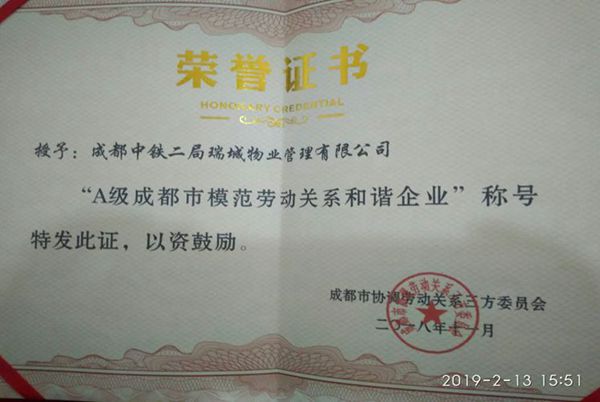 荣誉证书
HONORARY CREDENTIAL
授予：成都中铁二局瑞城物业管理有限公司
“A级成都市模范劳动关系和谐企业”称号
特发此证，以资鼓励。
成都市协调劳动关系三方委员会
二〇一八年十一月
2019-2-13 15:51